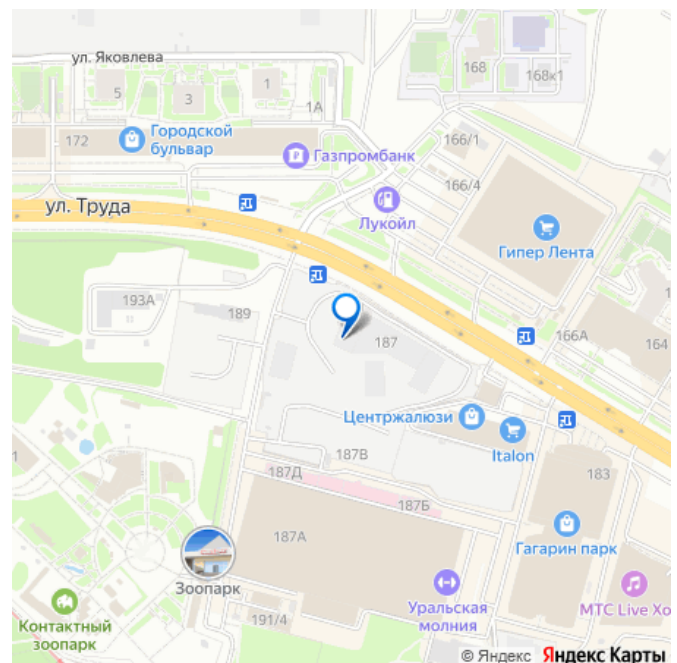 ул. Яковлева
5
3
1
1А
168
168к1
172
Городской
бульвар
Газпромбанк
166/1
166/4
Лукойл
ул. Труда
Гипер Лента
193А
189
187
166А
164
1
Центржалюзи
Italon
187В
187Д
187Б
183
187А
Гагарин парк
1
Зоопарк
Контактный
зоопарк
191/4
Уральская
молния
МТС Live Хо
© Яндекс Яндекс Карты